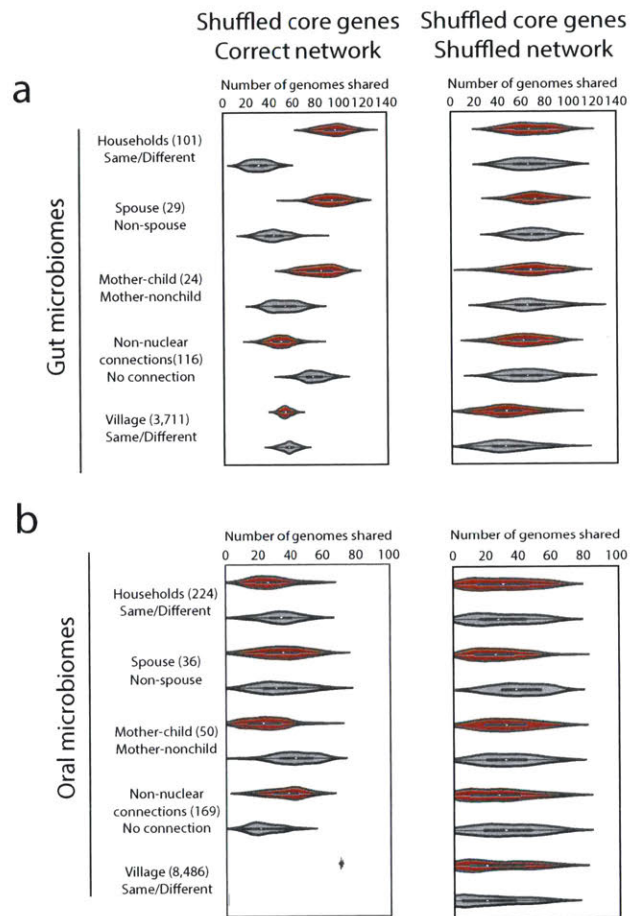 Shuffled core genes Shuffled core genes
Correct network Shuffled network
a
Number of genomes shared Number of genomes shared
0 20 40 60 80 100 120 140 0 20 40 60 80 100 120 140
Gut microbiomes
Households (101)
Same/Different
Spouse (29)
Non-spouse
Mother-child (24)
Mother-nonchild
Non-nuclear
connections(116)
No connection
Village (3,711)
Same/Different
b
Number of genomes shared Number of genomes shared
0 20 40 60 80 100 0 20 40 60 80 100
Oral microbiomes
Households (224)
Same/Different
Spouse (36)
Non-spouse
Mother-child (50)
Mother-nonchild
Non-nuclear
connections (169)
No connection
Village (8,486)
Same/Different